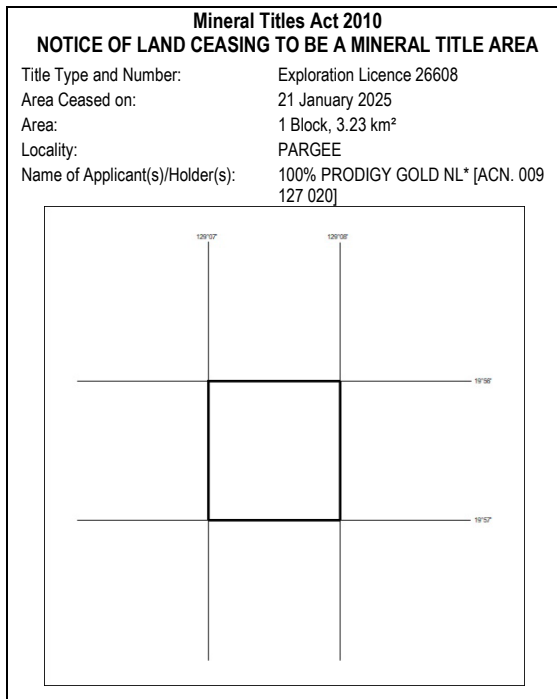 Mineral Titles Act 2010
NOTICE OF LAND CEASING TO BE A MINERAL TITLE AREA
Title Type and Number: Exploration Licence 26608
Area Ceased on: 21 January 2025
Area: 1 Block, 3.23 km²
Locality: PARGEE
Name of Applicant(s)/Holder(s): 100% PRODIGY GOLD NL* [ACN. 009
127 020]
129°07' 129°08'
19°56'
19°57'